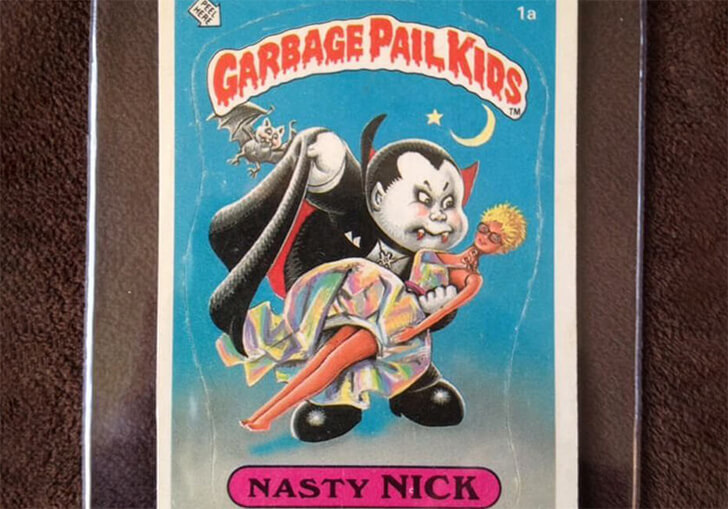 PEEL
HERE
1a
GARBAGE PAIL KIDS
TM
NASTY NICK